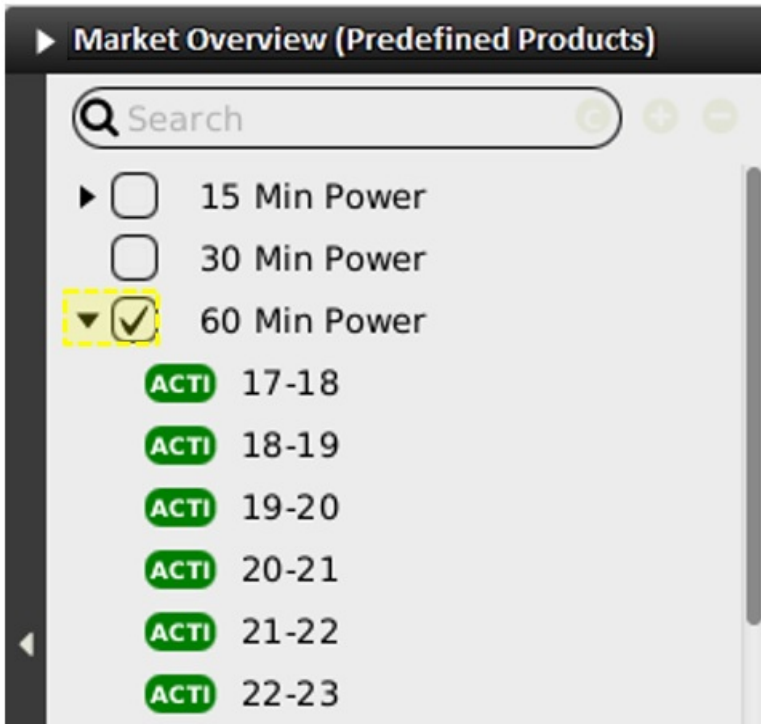 Market Overview (Predefined Products)
Search
15 Min Power
30 Min Power
60 Min Power
ACTI 17-18
ACTI 18-19
ACTI 19-20
ACTI 20-21
ACTI 21-22
ACTI 22-23